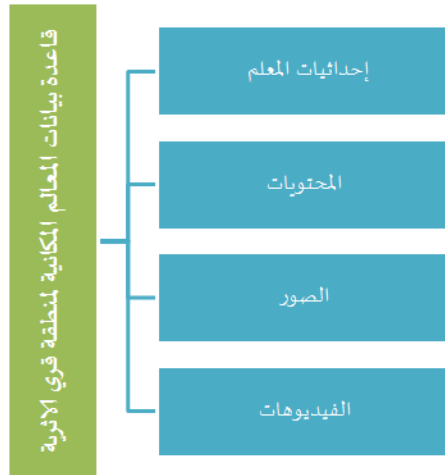 قاعدة بيانات المعالم المكانية لمنطقة قري الاثرية
إحداثيات المعلم
المحتويات
الصور
الفيديوهات